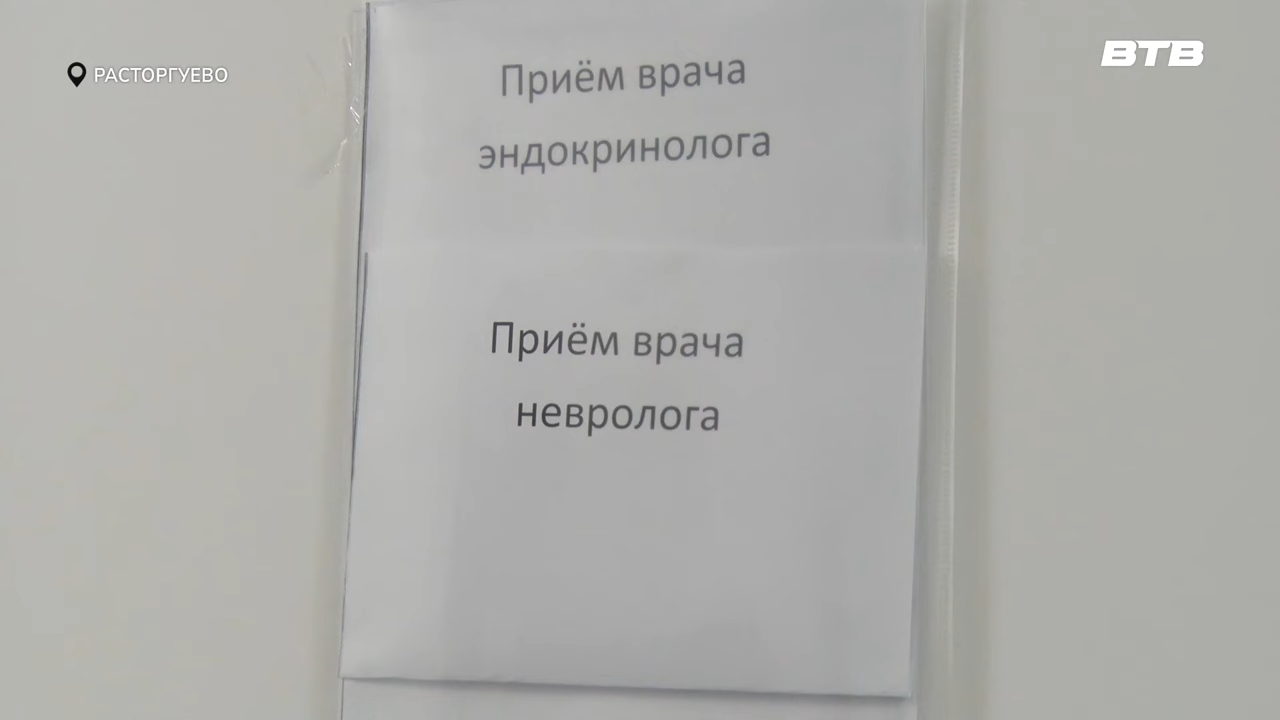 РАСТОРГУЕВО
ВТВ
Приём врача
эндокринолога
Приём врача
невролога